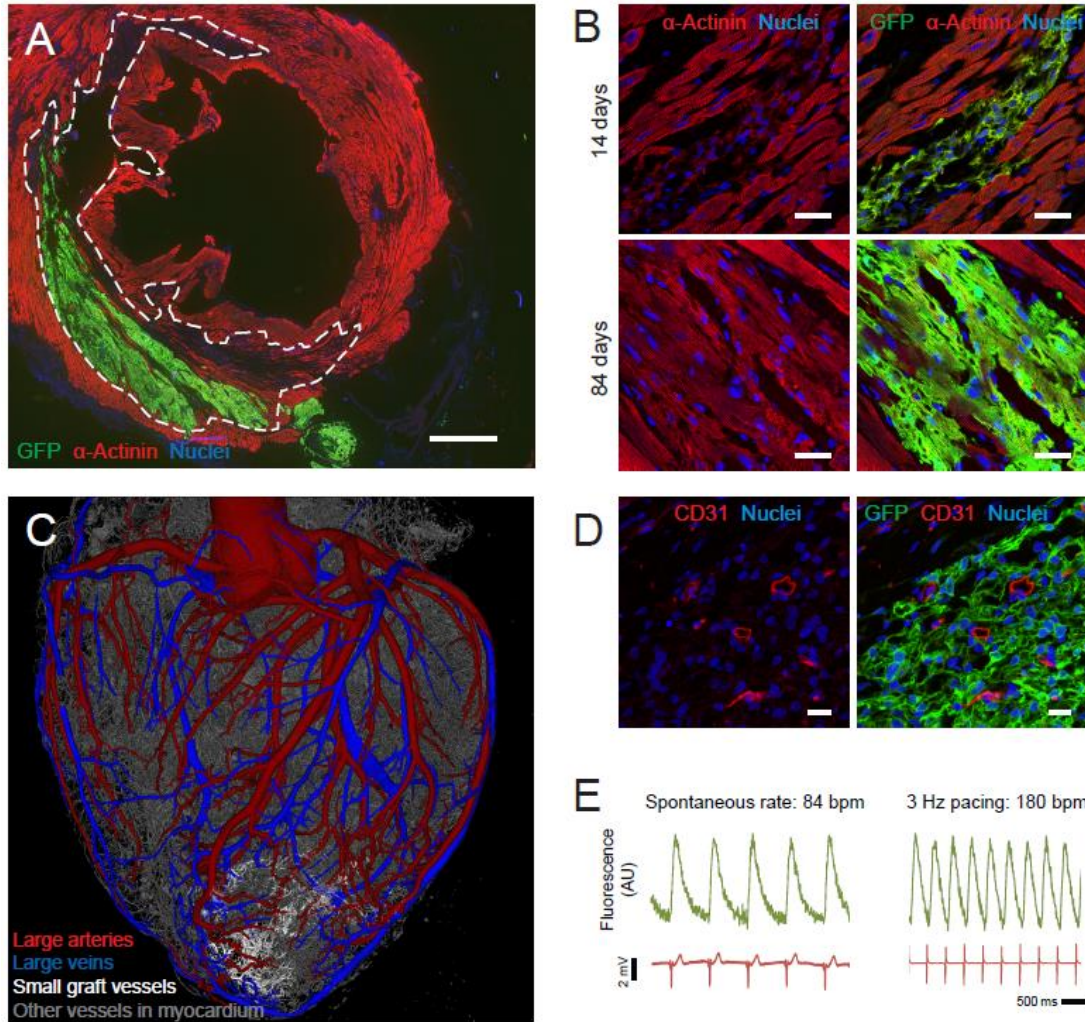 A
GFP α-Actinin Nuclei
B
α-Actinin Nuclei
GFP α-Actinin Nuclei
14 days
84 days
C
Large arteries
Large veins
Small graft vessels
Other vessels in myocardium
D
CD31 Nuclei
GFP CD31 Nuclei
E
Spontaneous rate: 84 bpm
3 Hz pacing: 180 bpm
Fluorescence
(AU)
2 mV
500 ms